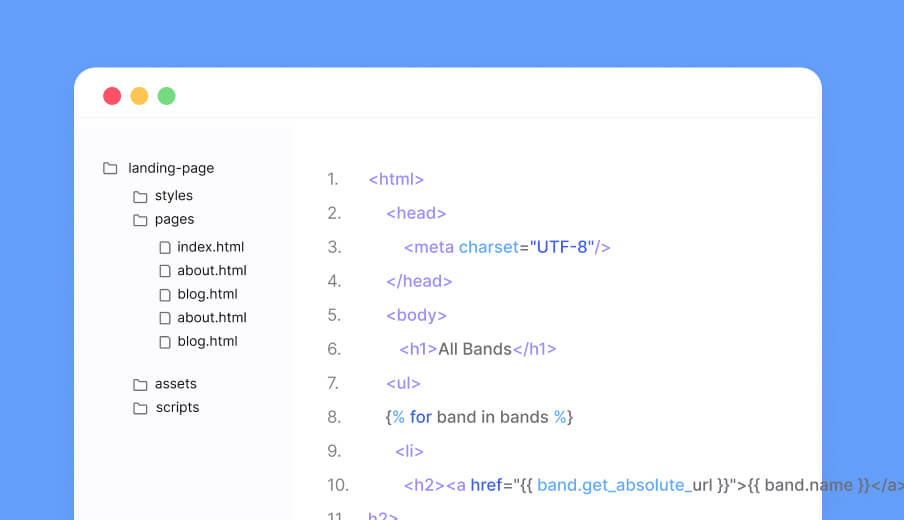 landing-page
styles
pages
index.html
about.html
blog.html
about.html
blog.html
assets
scripts
1. <html>
2. <head>
3. <meta charset="UTF-8"/>
4. </head>
5. <body>
6. <h1>All Bands</h1>
7. <ul>
8. {% for band in bands %}
9. <li>
10. <h2><a href="{{ band.get_absolute_url }}">{{ band.name }}</a>
11. h2>